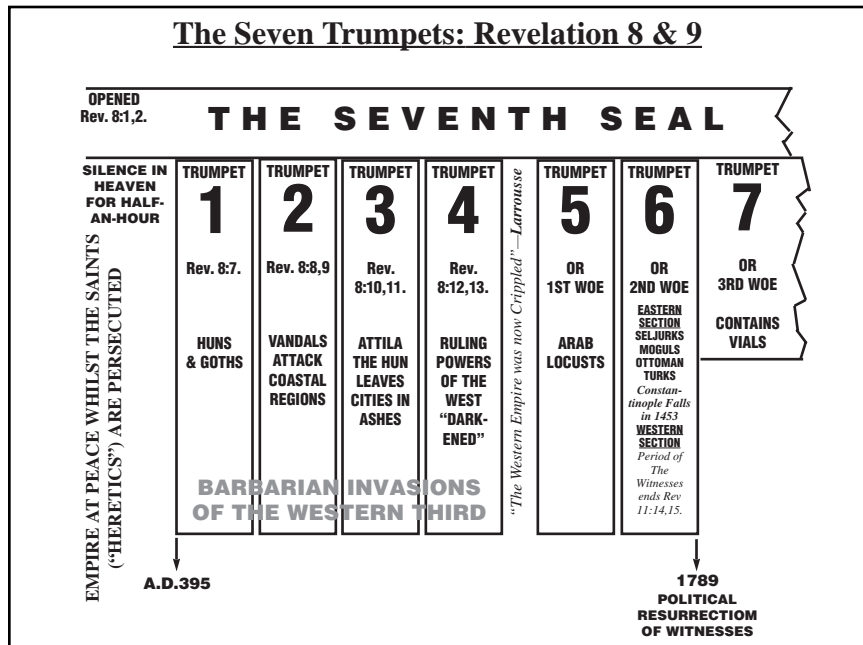 The Seven Trumpets: Revelation 8 & 9
OPENED
Rev. 8:1,2.
THE SEVENTH SEAL
SILENCE IN
HEAVEN
FOR HALF-
AN-HOUR
EMPIRE AT PEACE WHILST THE SAINTS
(“HERETICS”) ARE PERSECUTED
TRUMPET
1
Rev. 8:7.
HUNS
& GOTHS
TRUMPET
2
Rev. 8:8,9
VANDALS
ATTACK
COASTAL
REGIONS
TRUMPET
3
Rev.
8:10,11.
ATTILA
THE HUN
LEAVES
CITIES IN
ASHES
TRUMPET
4
Rev.
8:12,13.
RULING
POWERS
OF THE
WEST
“DARK-
ENED”
BARBARIAN INVASIONS
OF THE WESTERN THIRD
“The Western Empire was now Crippled”—Larrousse
TRUMPET
5
OR
1ST WOE
ARAB
LOCUSTS
TRUMPET
6
OR
2ND WOE
EASTERN
SECTION
SELJURKS
MOGULS
OTTOMAN
TURKS
Constan-
tinople Falls
in 1453
WESTERN
SECTION
Period of
The
Witnesses
ends Rev
11:14,15.
TRUMPET
7
OR
3RD WOE
CONTAINS
VIALS
A.D.395
1789
POLITICAL
RESURRECTIOM
OF WITNESSES